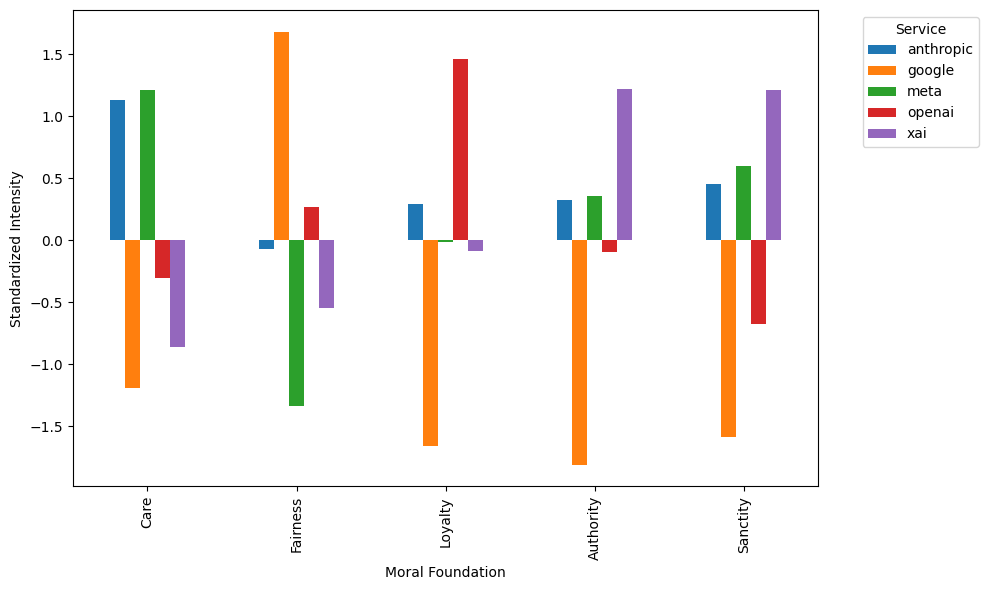 Service
anthropic
google
meta
openai
xai
1.5
1.0
0.5
0.0
−0.5
−1.0
−1.5
Standardized Intensity
Care
Fairness
Loyalty
Authority
Sanctity
Moral Foundation